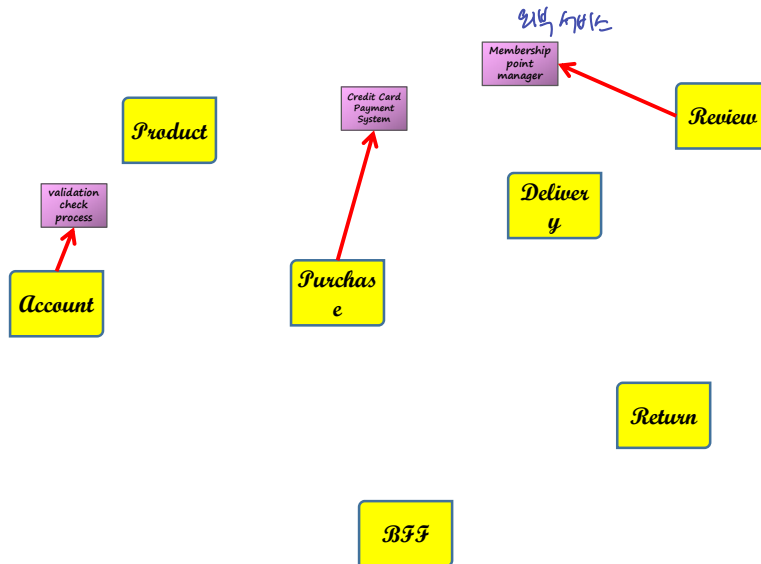 외부 서비스
Membership
point
manager
Credit Card
Payment
System
Product
Review
validation
check
process
Deliver
y
Account
Purchas
e
Return
BFF